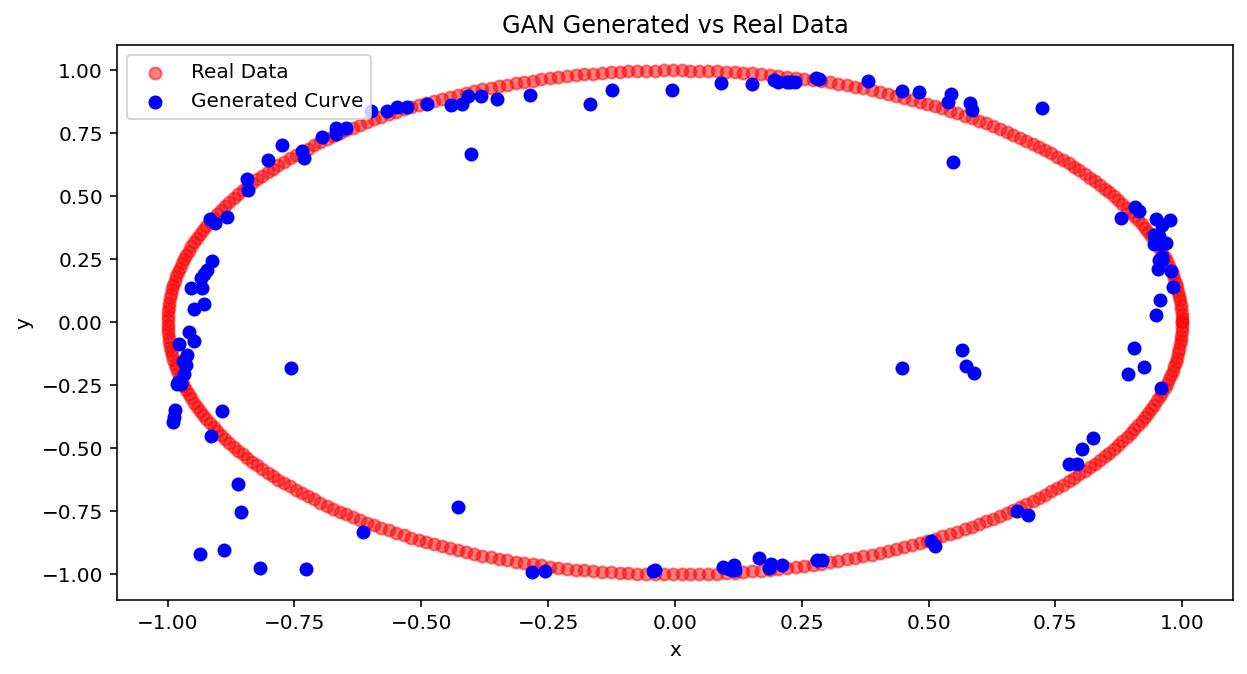 GAN Generated vs Real Data
Real Data
Generated Curve
1.00
0.75
0.50
0.25
0.00
−0.25
−0.50
−0.75
−1.00
y
−1.00 −0.75 −0.50 −0.25 0.00 0.25 0.50 0.75 1.00
x